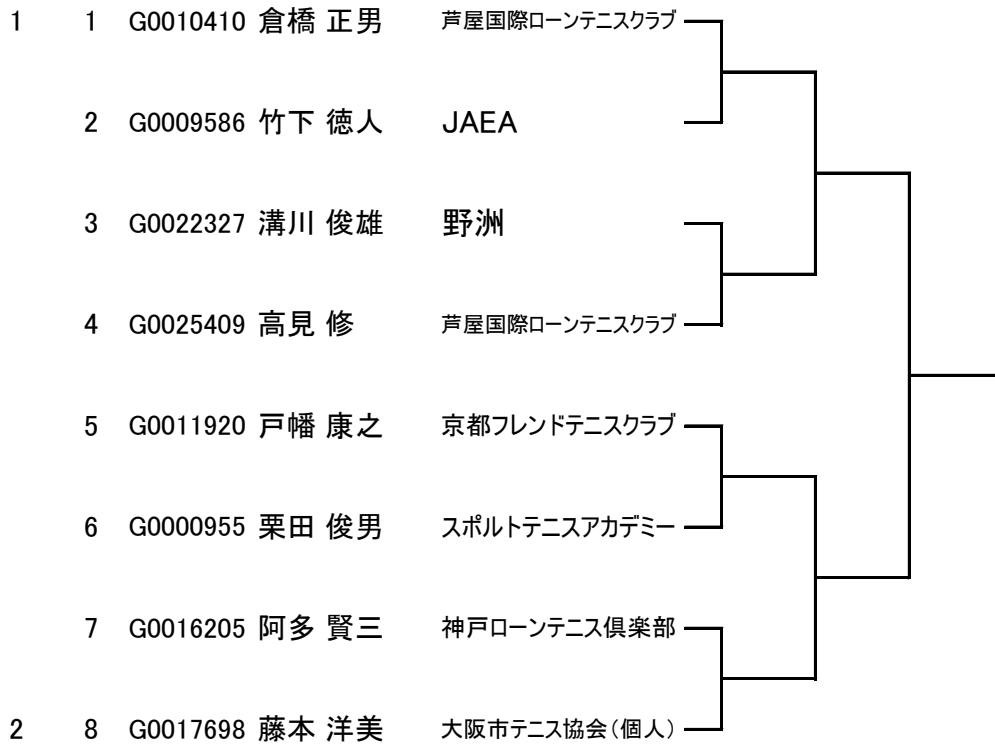 1 1 G0010410 倉橋 正男 芦屋国際ローンテニスクラブ
2 G0009586 竹下 徳人 JAEA
3 G0022327 溝川 俊雄 野洲
4 G0025409 高見 修 芦屋国際ローンテニスクラブ
5 G0011920 戸幡 康之 京都フレンドテニスクラブ
6 G0000955 栗田 俊男 スポルトテニスアカデミー
7 G0016205 阿多 賢三 神戸ローンテニス倶楽部
2 8 G0017698 藤本 洋美 大阪市テニス協会(個人)